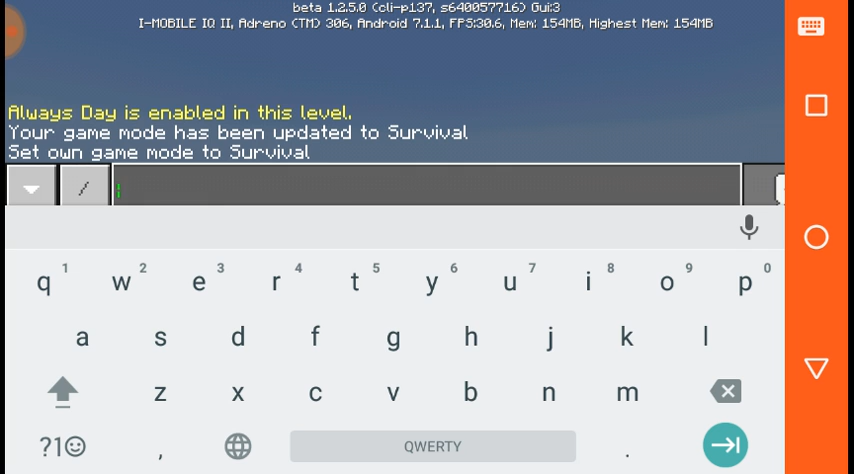 beta 1.2.5.0 (coli-p137, s640057716) Gui:3
I-MOBILE IQ II, Adreno (TM) 306, Android 7.1.1, FPS:30.6, Mem: 154MB, Highest Mem: 154MB
Always Day is enabled in this level.
Your game mode has been updated to Survival
Set own game mode to Survival
/
q 1 w 2 e 3 r 4 t 5 y 6 u 7 i 8 o 9 p 0
a s d f g h j k l
z x c v b n m
?1☺ , QWERTY .